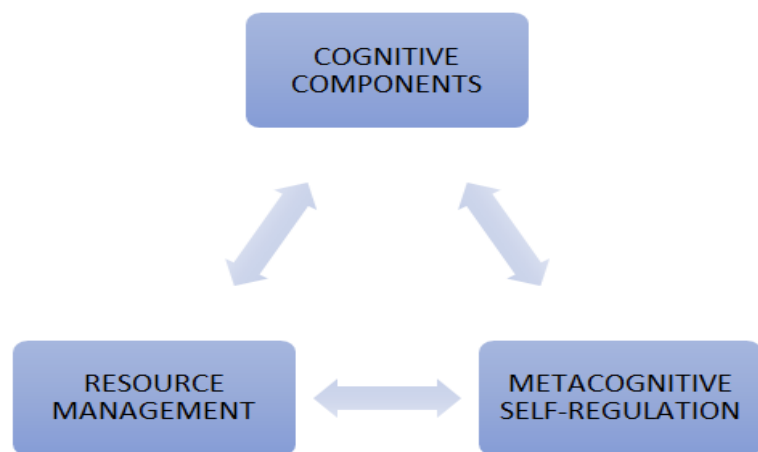 COGNITIVE
COMPONENTS
RESOURCE
MANAGEMENT
METACOGNITIVE
SELF-REGULATION